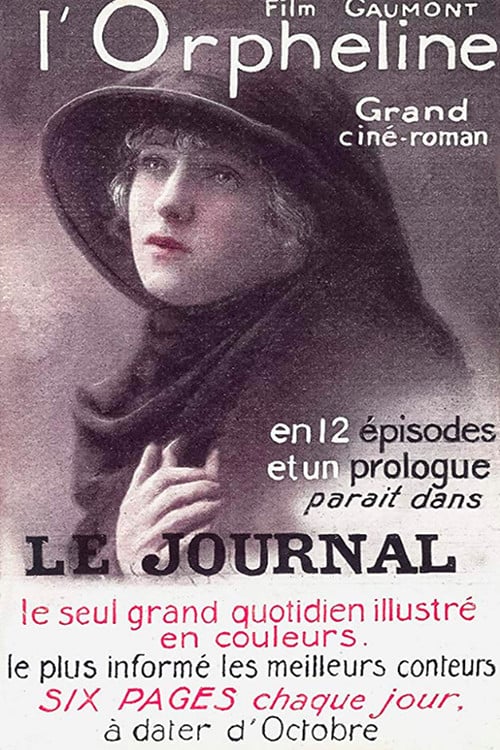 Film GAUMONT
l'Orpheline
Grand
ciné-roman
en 12 épisodes
et un prologue
parait dans
LE JOURNAL
le seul grand quotidien illustré
en couleurs.
le plus informé les meilleurs conteurs
SIX PAGES chaque jour,
à dater d'Octobre